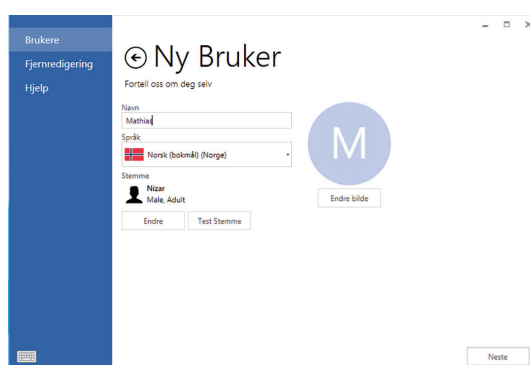 Brukere
Fjernredigering
Hjelp
Ny Bruker
Fortell oss om deg selv
Navn
Mathias
Språk
Norsk (bokmål) (Norge)
Stemme
Nizar
Male, Adult
Endre
Test Stemme
M
Endre bilde
Neste